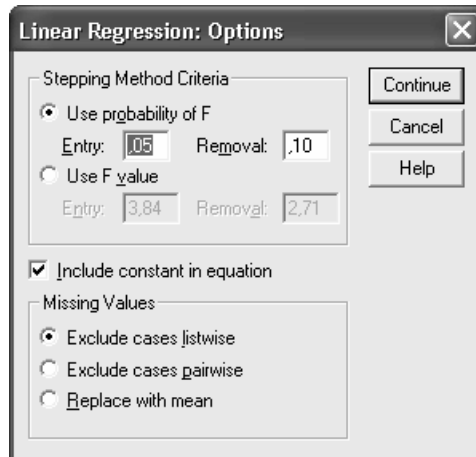 Linear Regression: Options
Stepping Method Criteria
Use probability of F
Entry: ,05 Removal: ,10
Use F value
Entry: 3,84 Removal: 2,71
Include constant in equation
Missing Values
Exclude cases listwise
Exclude cases pairwise
Replace with mean
Continue
Cancel
Help